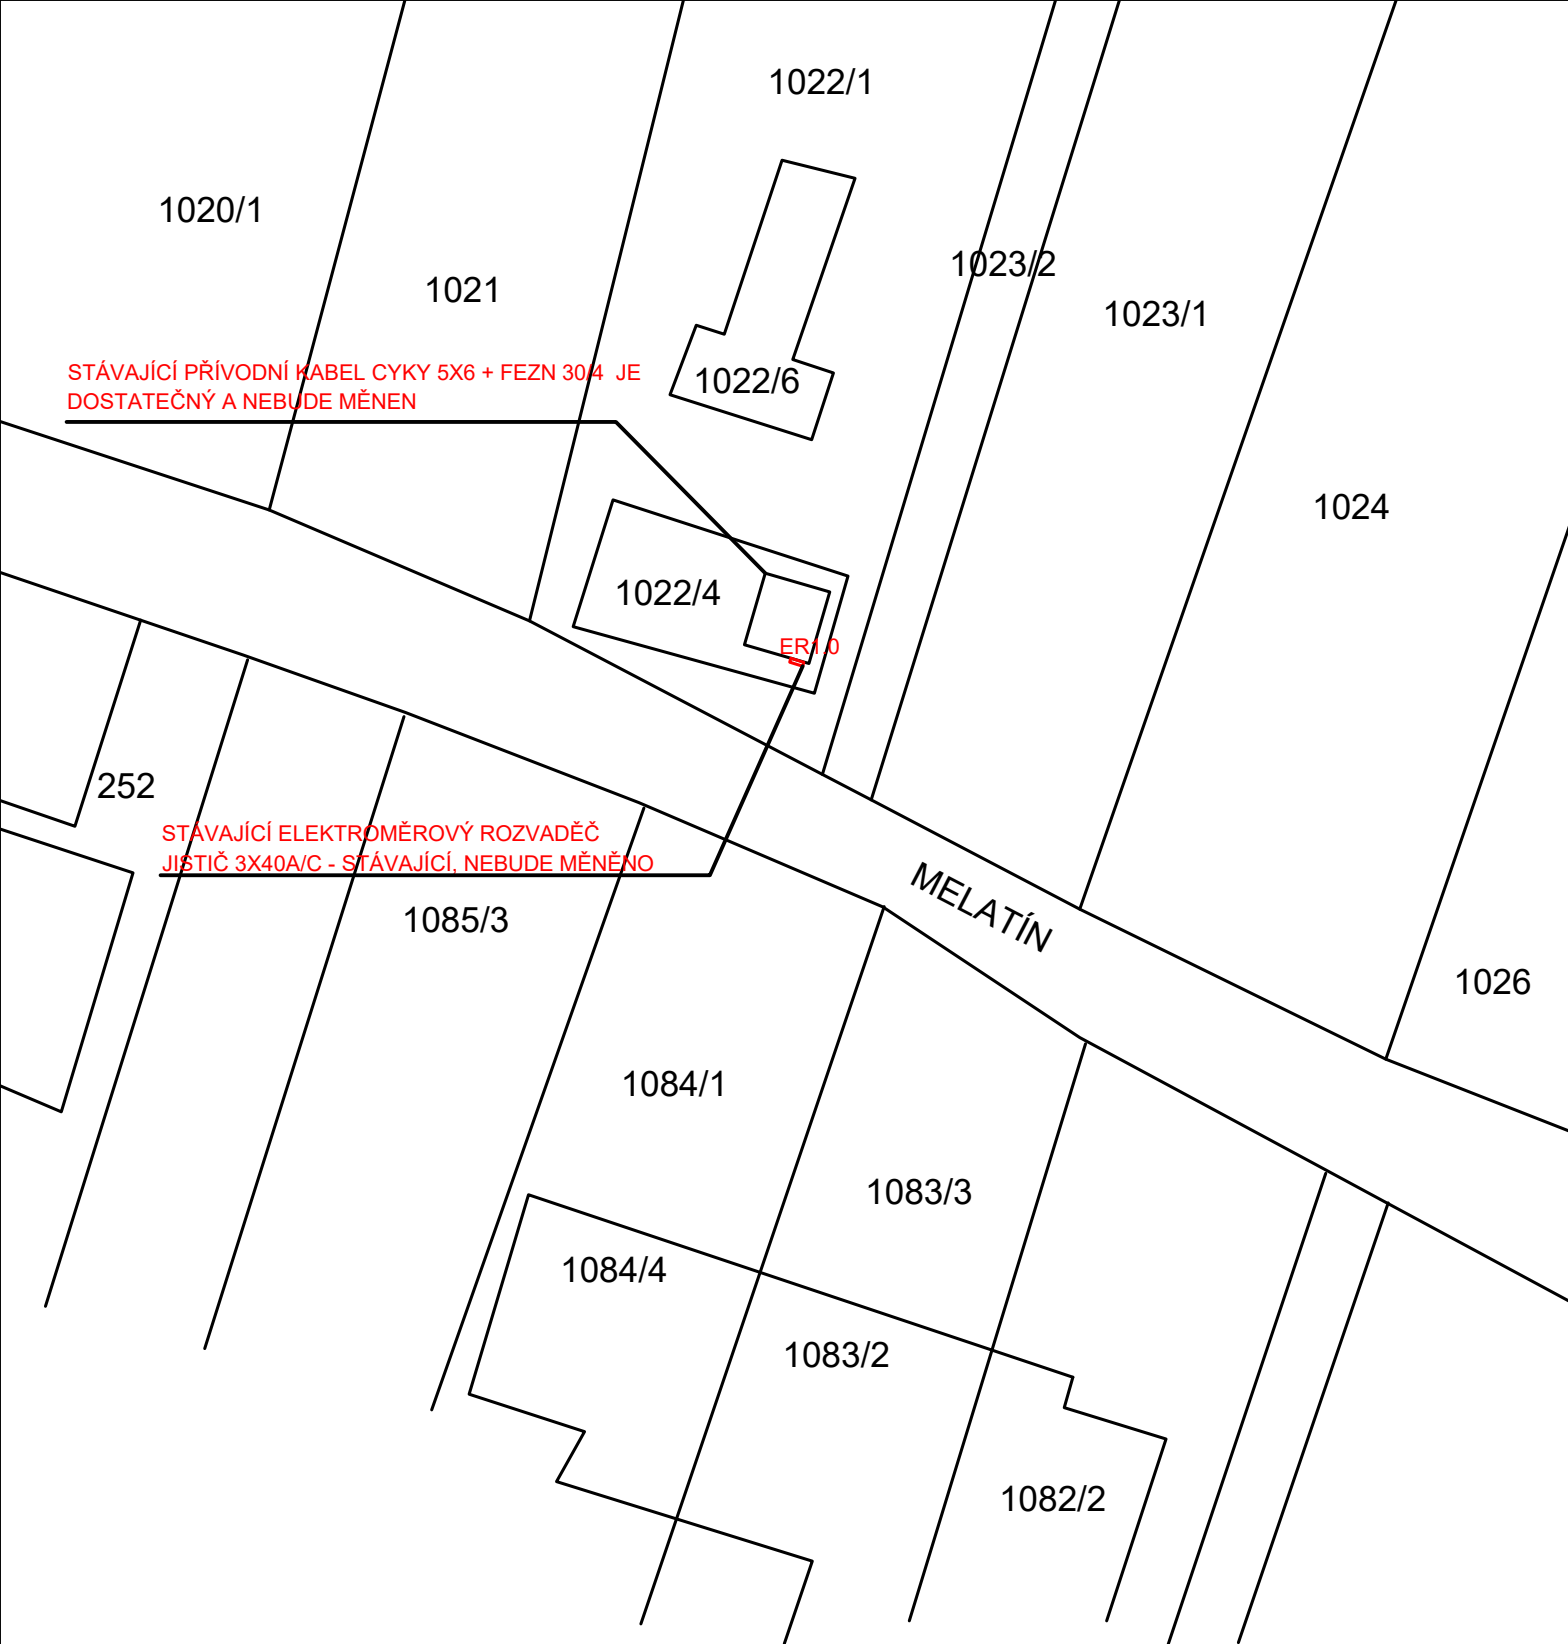 1022/1
1020/1
1021
1023/2
1023/1
STÁVAJÍCÍ PŘÍVODNÍ KABEL CYKY 5X6 + FEZN 30/4 JE
DOSTATEČNÝ A NEBUDE MĚNEN
1022/6
1024
1022/4
ER1.0
252
STÁVAJÍCÍ ELEKTROMĚROVÝ ROZVADĚČ
JISTIČ 3X40A/C - STÁVAJÍCÍ, NEBUDE MĚNĚNO
1085/3
MELATÍN
1026
1084/1
1083/3
1084/4
1083/2
1082/2